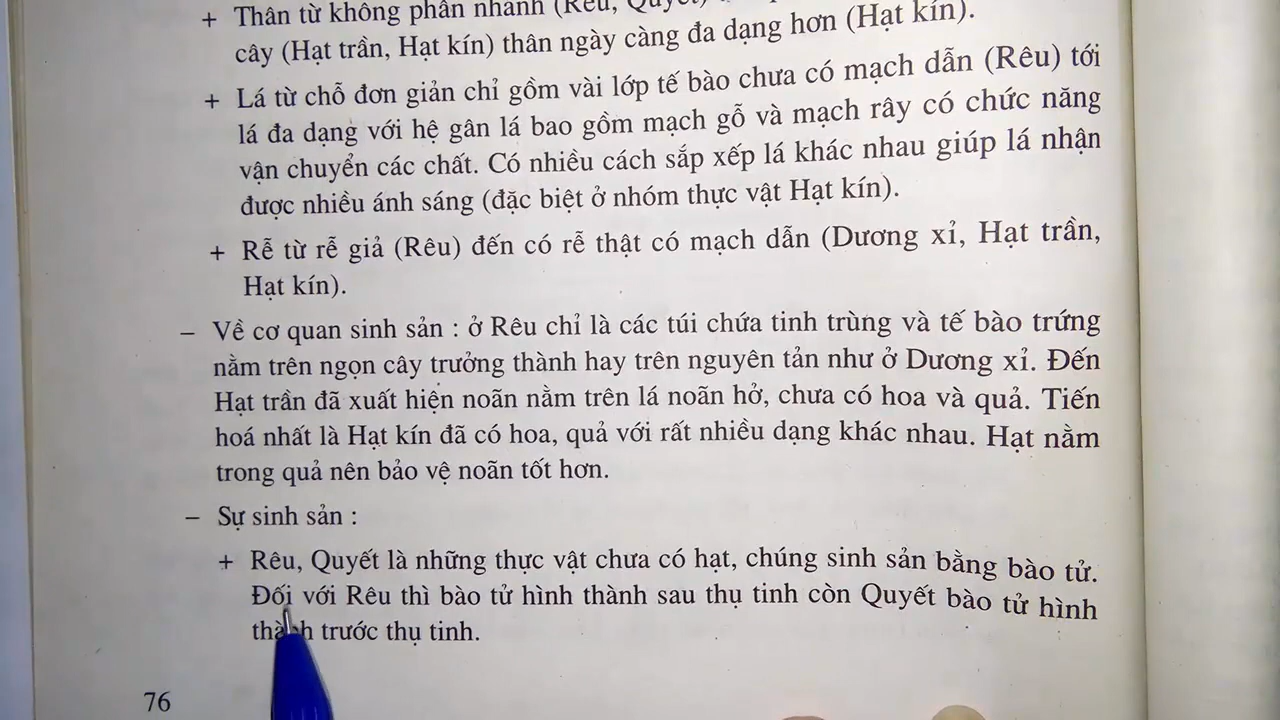 + Thân từ không phân nhánh (Rêu, Quyết)
cây (Hạt trần, Hạt kín) thân ngày càng đa dạng hơn (Hạt kín).
+ Lá từ chỗ đơn giản chỉ gồm vài lớp tế bào chưa có mạch dẫn (Rêu) tới
lá đa dạng với hệ gân lá bao gồm mạch gỗ và mạch rây có chức năng
vận chuyển các chất. Có nhiều cách sắp xếp lá khác nhau giúp lá nhận
được nhiều ánh sáng (đặc biệt ở nhóm thực vật Hạt kín).
+ Rễ từ rễ giả (Rêu) đến có rễ thật có mạch dẫn (Dương xỉ, Hạt trần,
Hạt kín).
– Về cơ quan sinh sản : ở Rêu chỉ là các túi chứa tinh trùng và tế bào trứng
nằm trên ngọn cây trưởng thành hay trên nguyên tản như ở Dương xỉ. Đến
Hạt trần đã xuất hiện noãn nằm trên lá noãn hở, chưa có hoa và quả. Tiến
hoá nhất là Hạt kín đã có hoa, quả với rất nhiều dạng khác nhau. Hạt nằm
trong quả nên bảo vệ noãn tốt hơn.
– Sự sinh sản :
+ Rêu, Quyết là những thực vật chưa có hạt, chúng sinh sản bằng bào tử.
Đối với Rêu thì bào tử hình thành sau thụ tinh còn Quyết bào tử hình
thành trước thụ tinh.
76